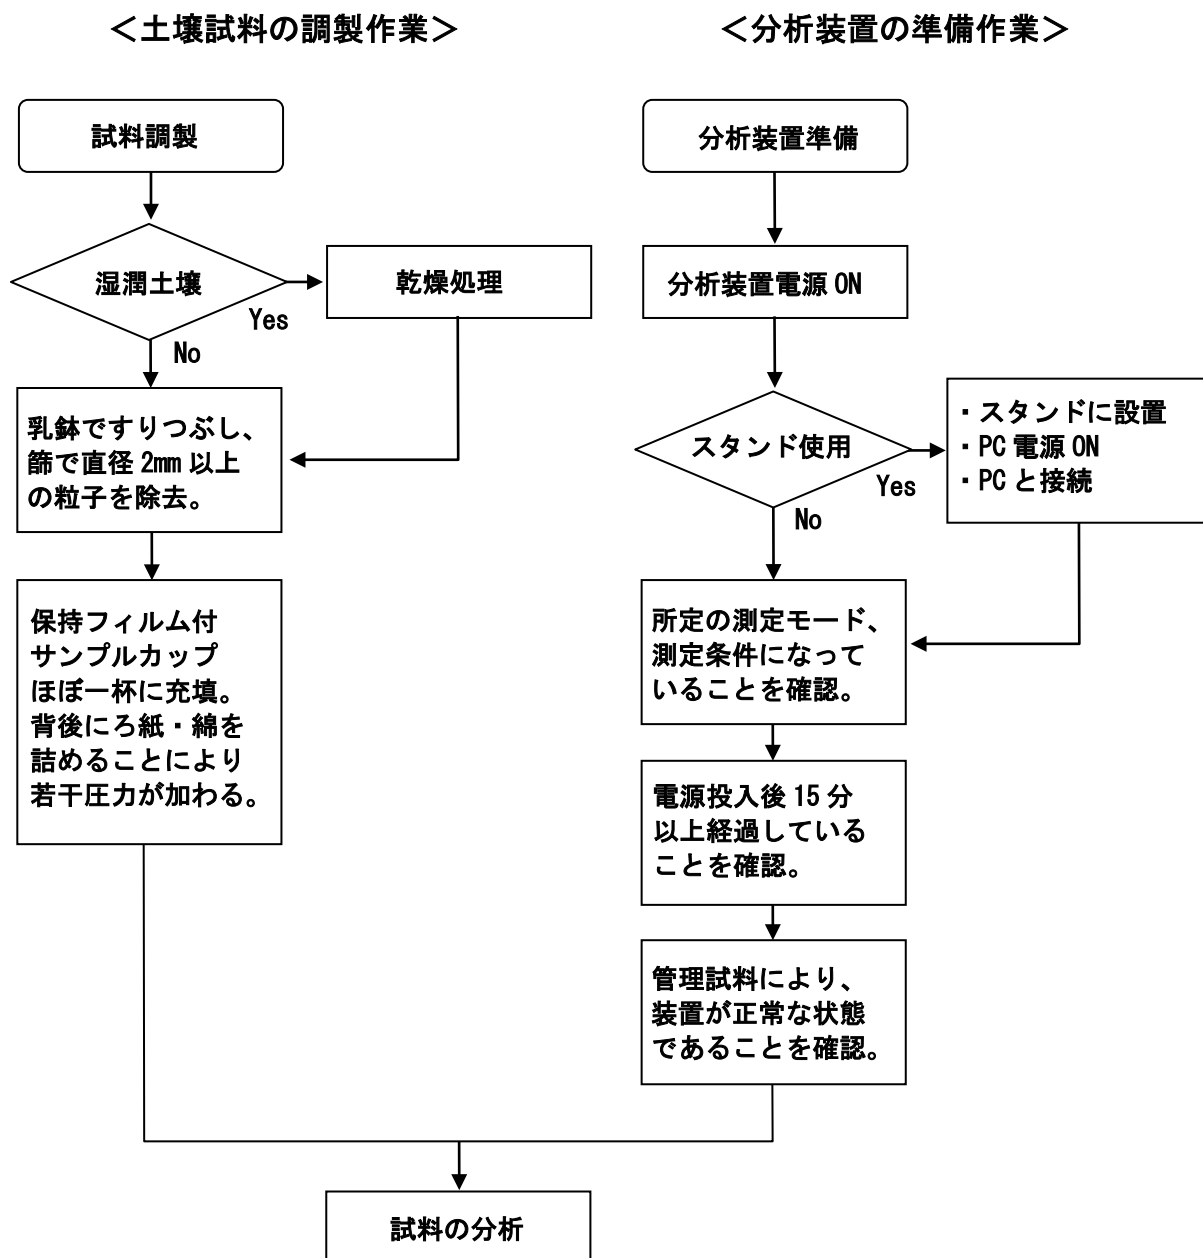 ＜土壌試料の調製作業＞
試料調製
湿潤土壌
Yes
乾燥処理
No
乳鉢ですりつぶし、
篩で直径 2mm 以上
の粒子を除去。
保持フィルム付
サンプルカップ
ほぼ一杯に充填。
背後にろ紙・綿を
詰めることにより
若干圧力が加わる。
＜分析装置の準備作業＞
分析装置準備
分析装置電源 ON
スタンド使用
Yes
・スタンドに設置
・PC 電源 ON
・PC と接続
No
所定の測定モード、
測定条件になって
いることを確認。
電源投入後 15 分
以上経過している
ことを確認。
管理試料により、
装置が正常な状態
であることを確認。
試料の分析